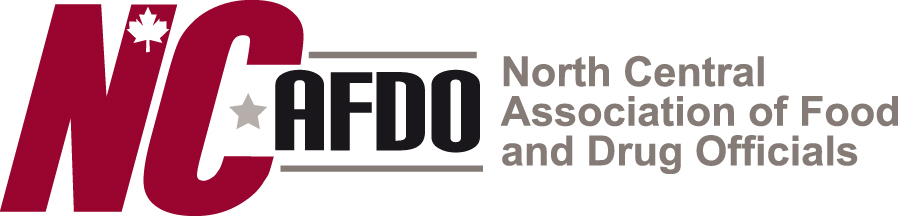 NC AFDO
North Central
Association of Food
and Drug Officials